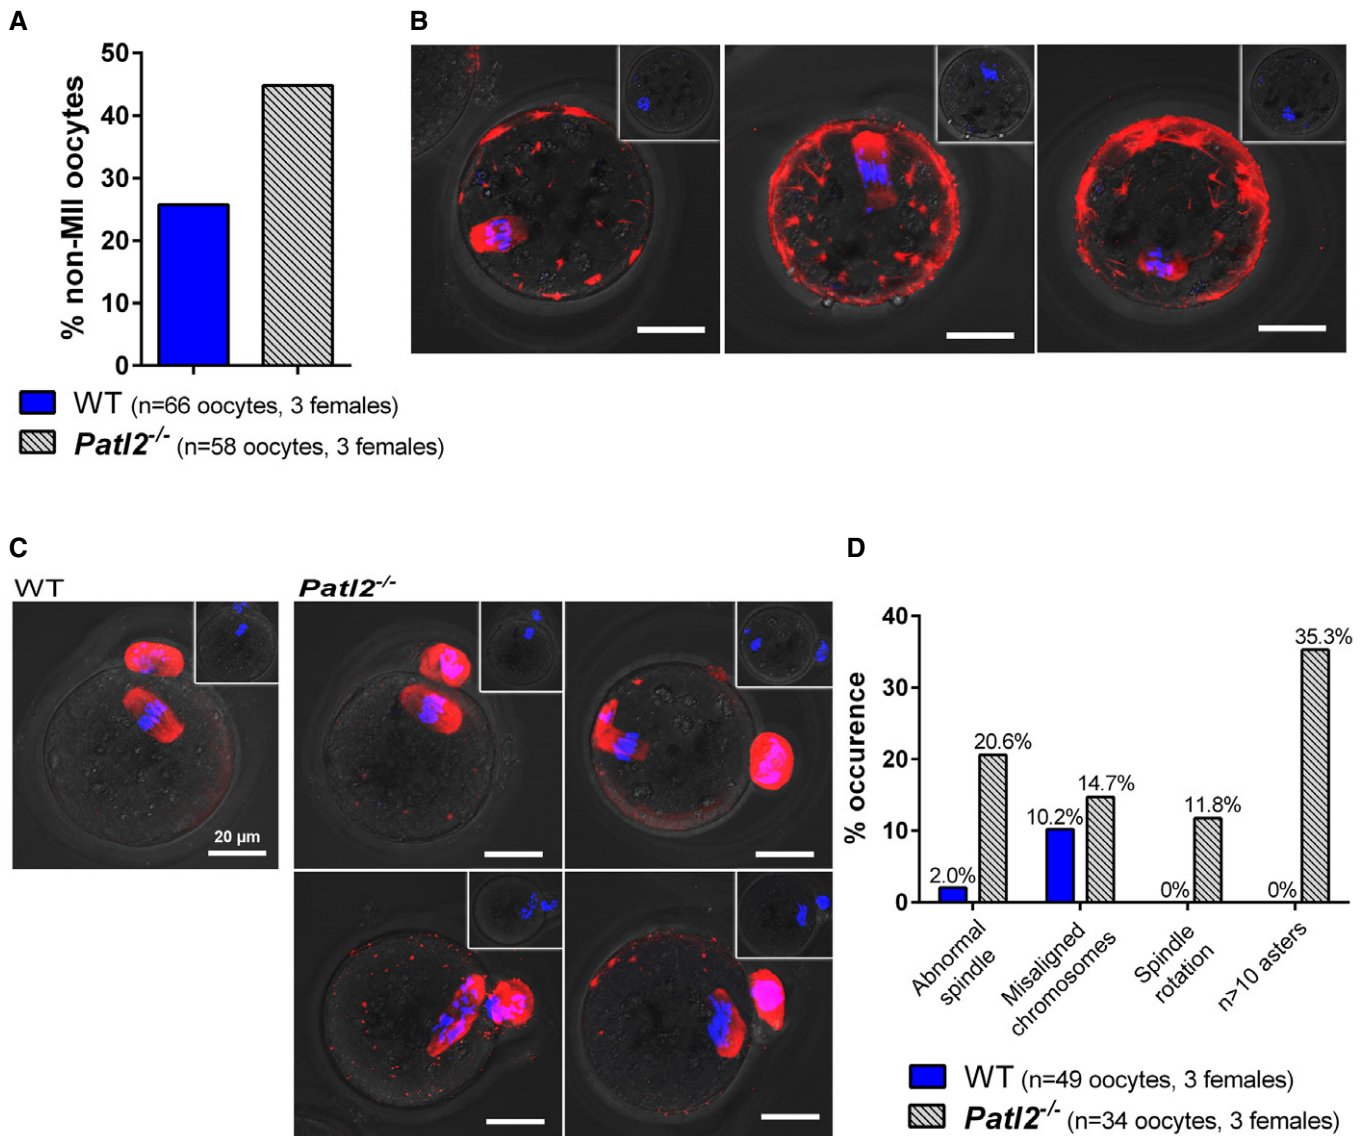 A
% non-MII oocytes
50
40
30
20
10
0
WT (n=66 oocytes, 3 females)
Patl2-/- (n=58 oocytes, 3 females)
B
C
WT
Patl2-/-
20 µm
D
% occurence
40
30
20
10
0
2.0%
20.6%
10.2%
14.7%
0%
11.8%
0%
35.3%
Abnormal
spindle
Misaligned
chromosomes
Spindle
rotation
n>10 asters
WT (n=49 oocytes, 3 females)
Patl2-/- (n=34 oocytes, 3 females)